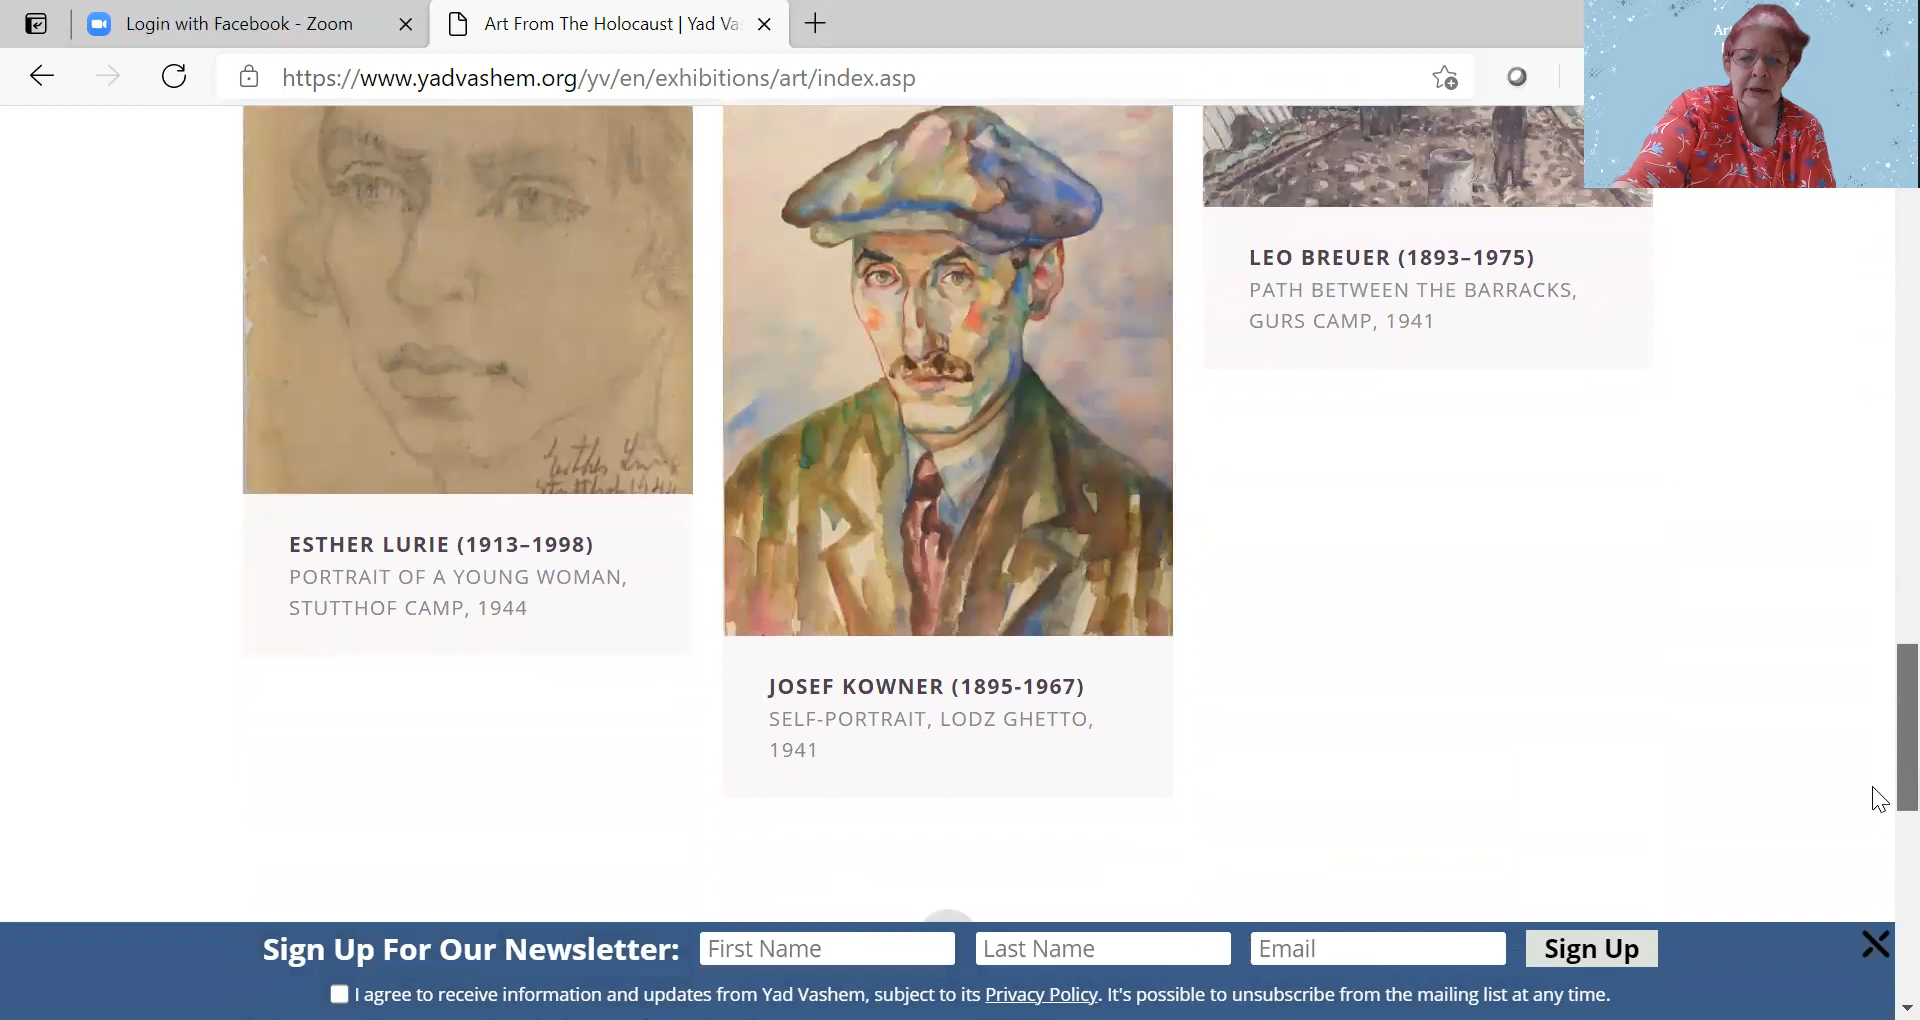 Login with Facebook - Zoom
Art From The Holocaust | Yad Va
https://www.yadvashem.org/yv/en/exhibitions/art/index.asp
Esther Lurie
Stutthof 1944
ESTHER LURIE (1913–1998)
PORTRAIT OF A YOUNG WOMAN,
STUTTHOF CAMP, 1944
JOSEF KOWNER (1895-1967)
SELF-PORTRAIT, LODZ GHETTO,
1941
LEO BREUER (1893–1975)
PATH BETWEEN THE BARRACKS,
GURS CAMP, 1941
Sign Up For Our Newsletter: First Name Last Name Email Sign Up
I agree to receive information and updates from Yad Vashem, subject to its Privacy Policy. It's possible to unsubscribe from the mailing list at any time.